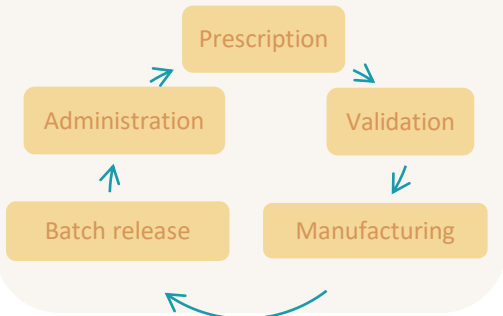 Prescription
Administration
Validation
Batch release
Manufacturing